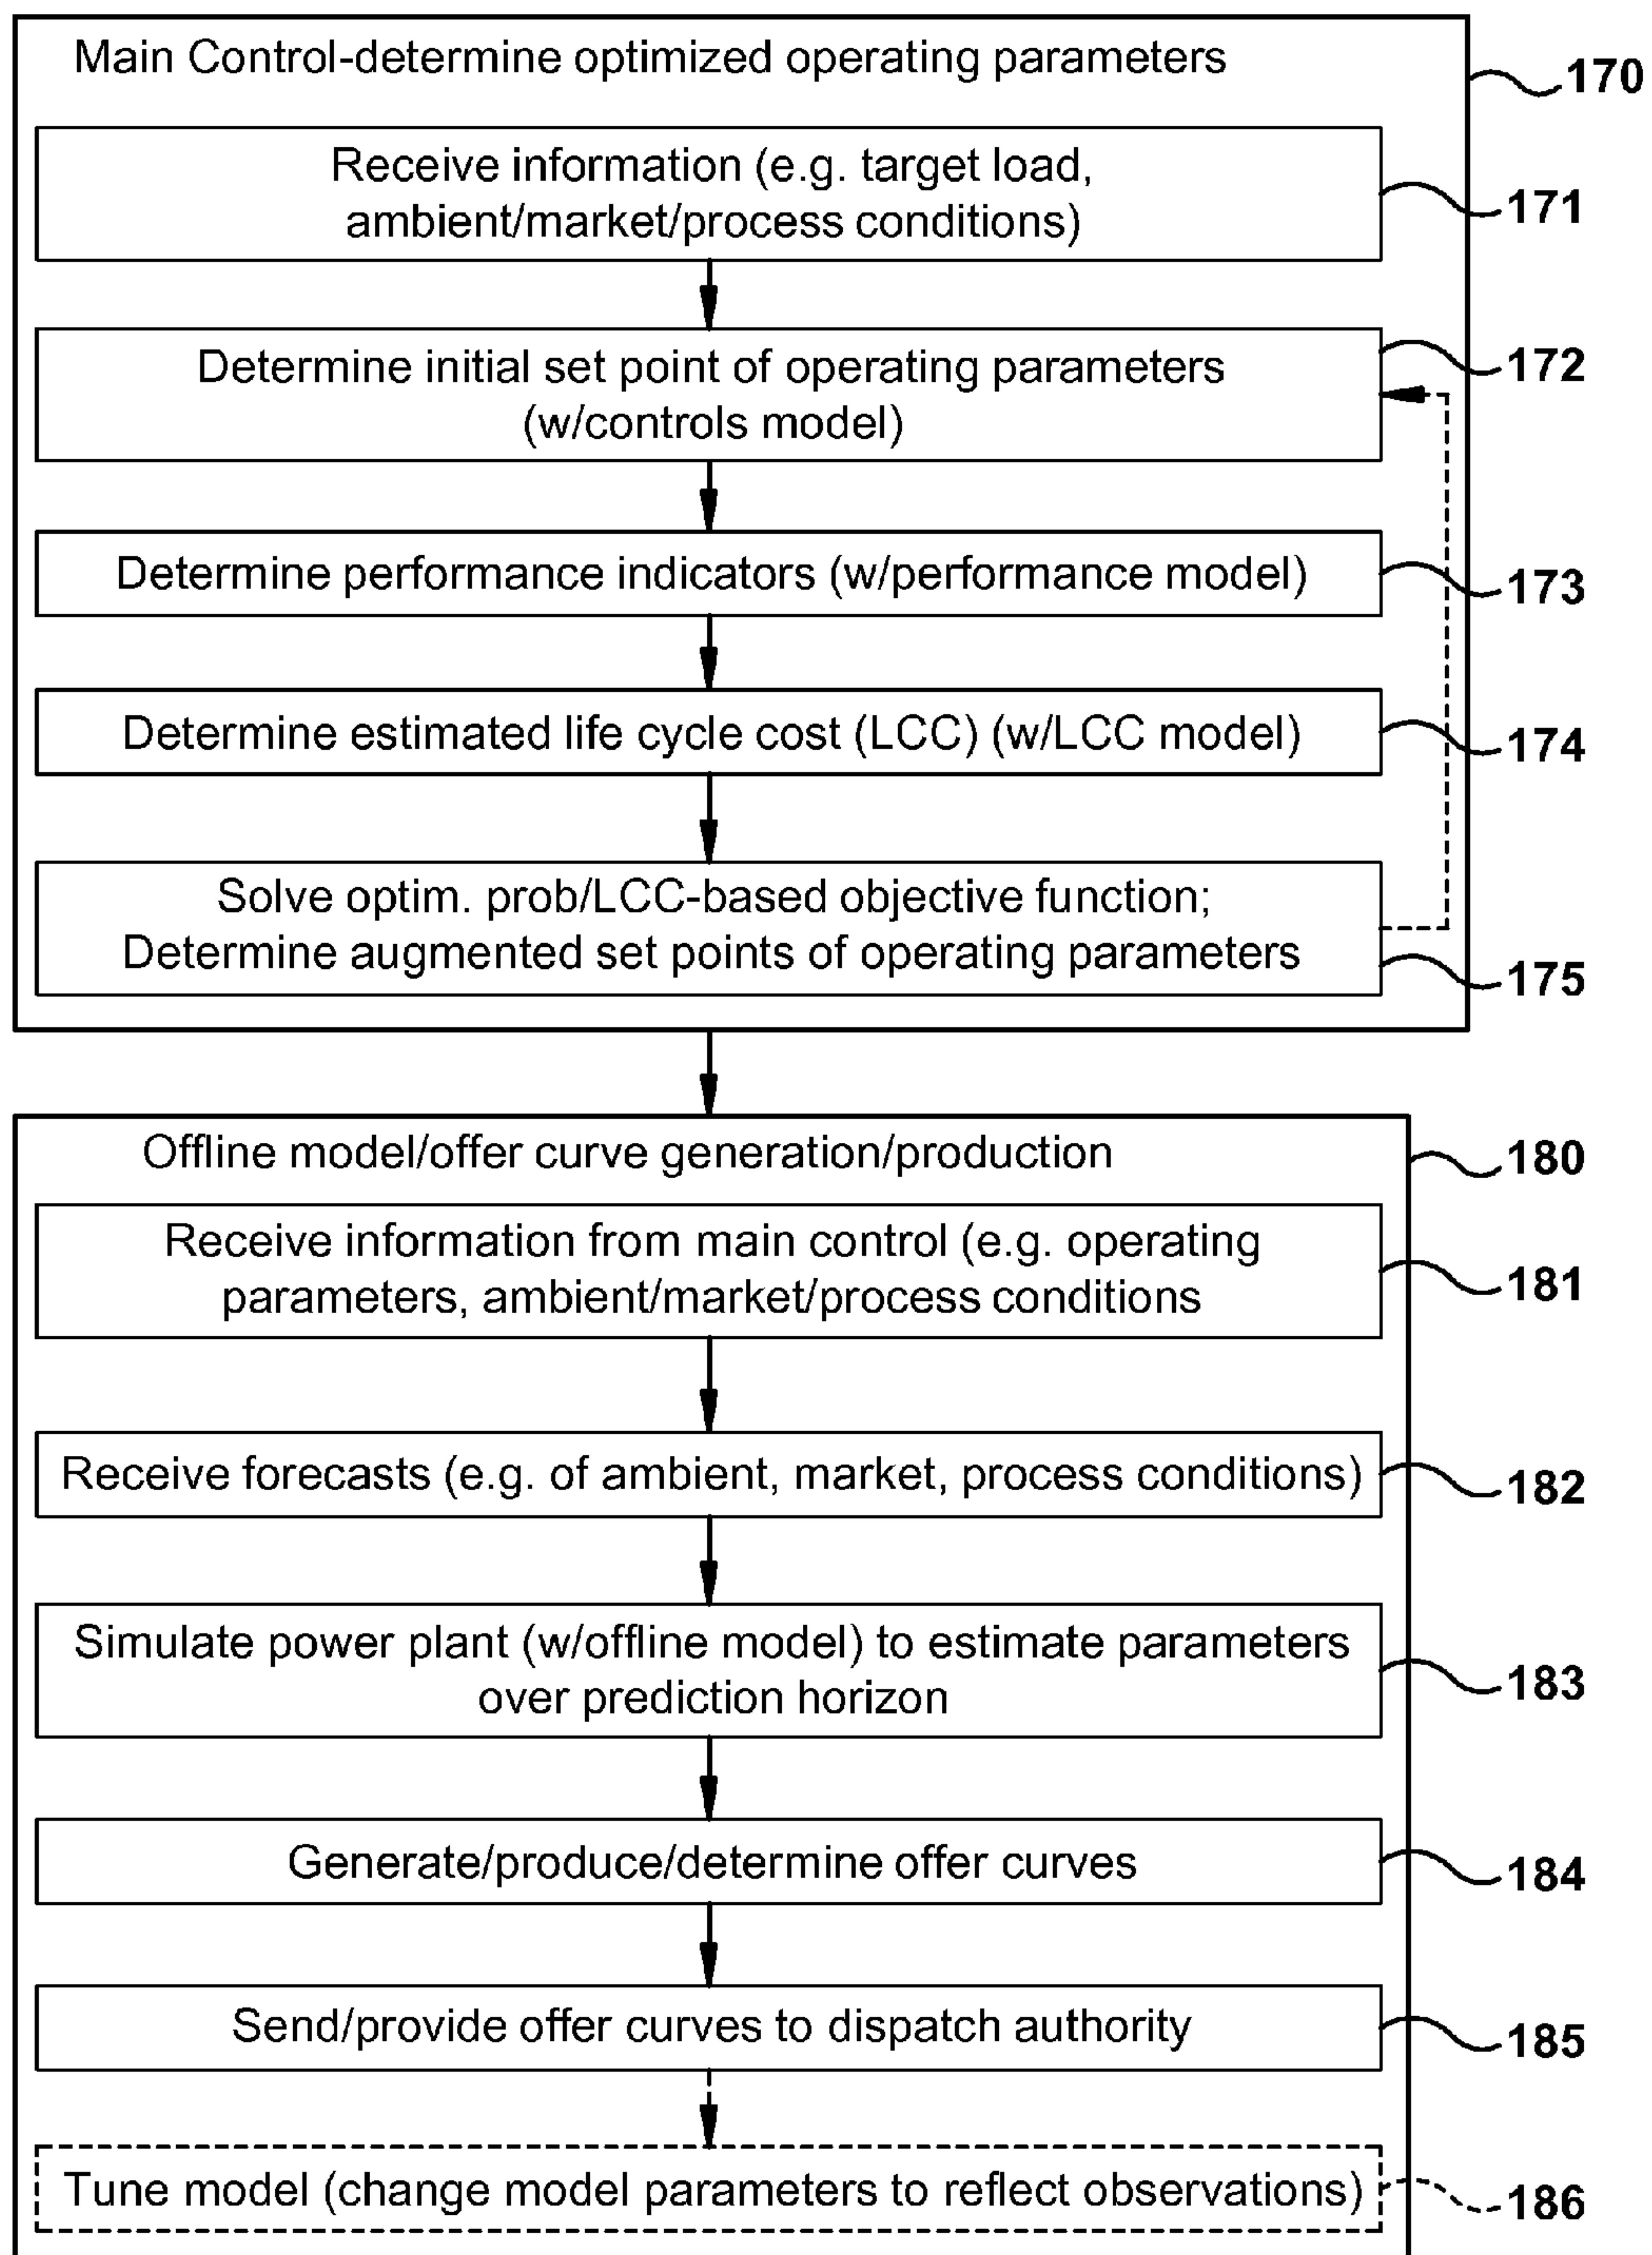 Main Control-determine optimized operating parameters
170
Receive information (e.g. target load,
ambient/market/process conditions)
171
Determine initial set point of operating parameters
(w/controls model)
172
Determine performance indicators (w/performance model)
173
Determine estimated life cycle cost (LCC) (w/LCC model)
174
Solve optim. prob/LCC-based objective function;
Determine augmented set points of operating parameters
175
Offline model/offer curve generation/production
180
Receive information from main control (e.g. operating
parameters, ambient/market/process conditions
181
Receive forecasts (e.g. of ambient, market, process conditions)
182
Simulate power plant (w/offline model) to estimate parameters
over prediction horizon
183
Generate/produce/determine offer curves
184
Send/provide offer curves to dispatch authority
185
Tune model (change model parameters to reflect observations)
186